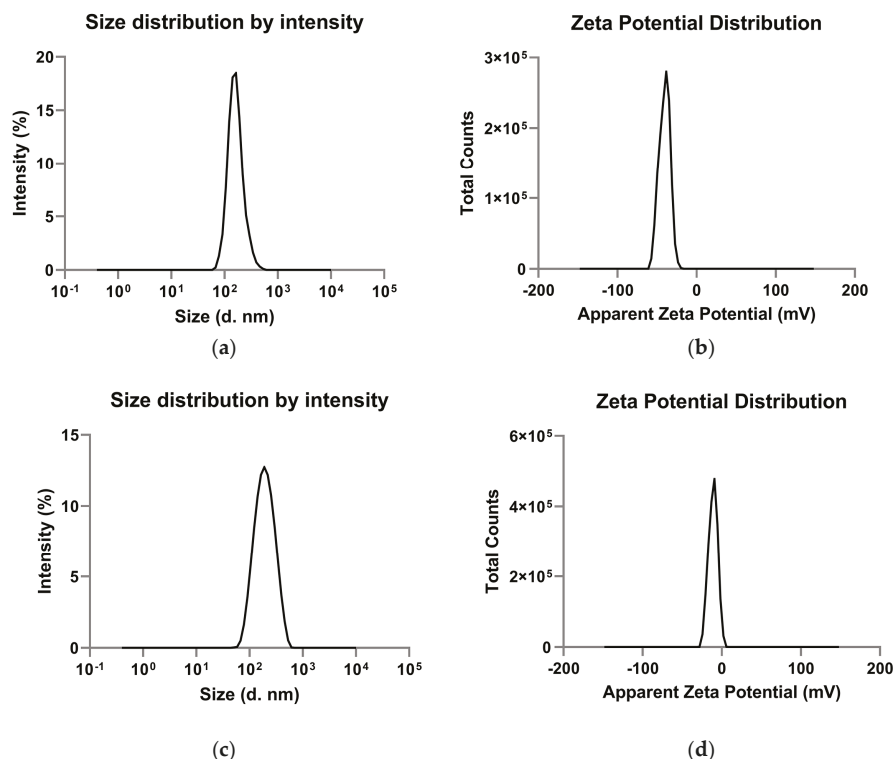 Size distribution by intensity
Intensity (%)
20
15
10
5
0
10⁻¹ 10⁰ 10¹ 10² 10³ 10⁴ 10⁵
Size (d. nm)
(a)
Zeta Potential Distribution
Total Counts
3×10⁵
2×10⁵
1×10⁵
0
-200 -100 0 100 200
Apparent Zeta Potential (mV)
(b)
Size distribution by intensity
Intensity (%)
15
10
5
0
10⁻¹ 10⁰ 10¹ 10² 10³ 10⁴ 10⁵
Size (d. nm)
(c)
Zeta Potential Distribution
Total Counts
6×10⁵
4×10⁵
2×10⁵
0
-200 -100 0 100 200
Apparent Zeta Potential (mV)
(d)